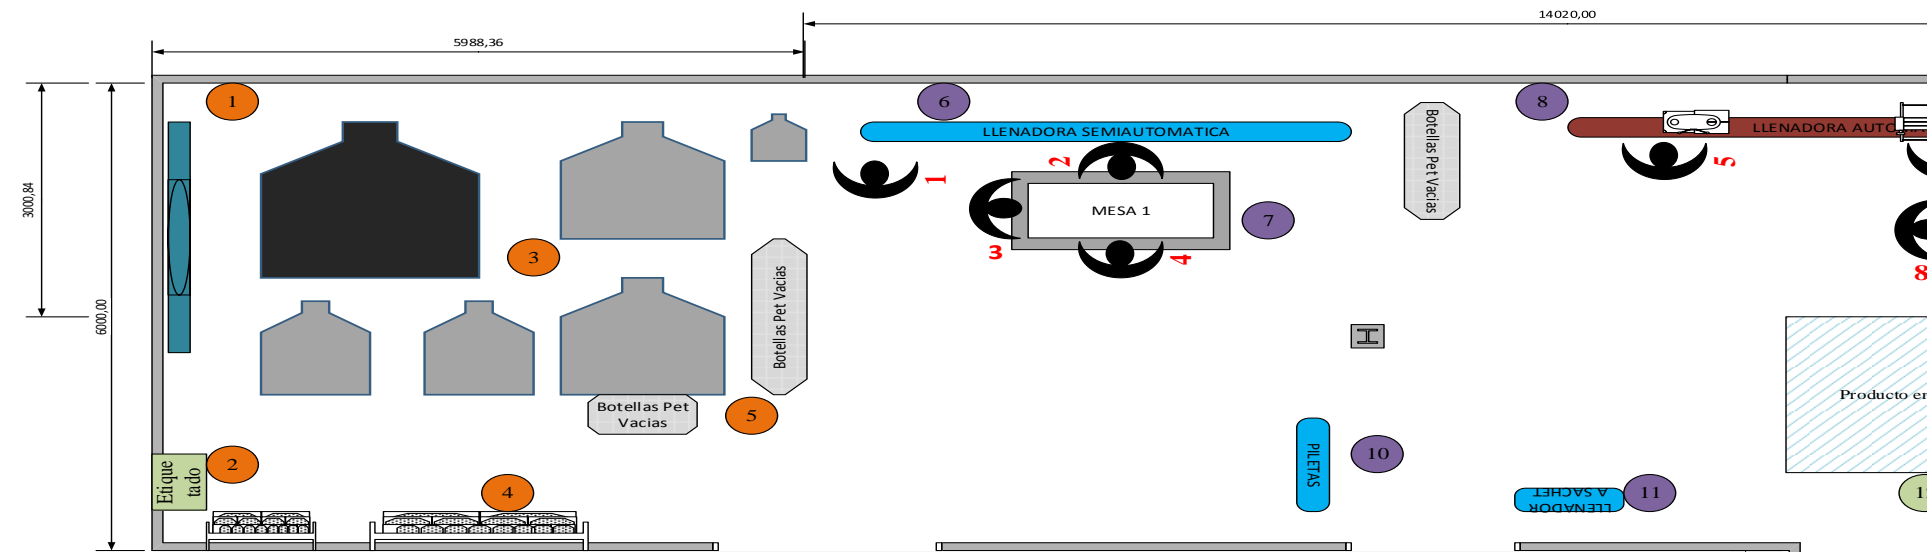 14020,00
5988,36
1
6
8
LLENADORA SEMIAUTOMATICA
LLENADORA
Botellas Pet Vacias
2
1
5
3000,84
MESA 1
7
3
4
3
8
6000,00
Botellas Pet Vacias
Botellas Pet
Vacias
5
Producto
2
Etique
tado
4
PILETAS
10
LLENADOR
A SACHET
11